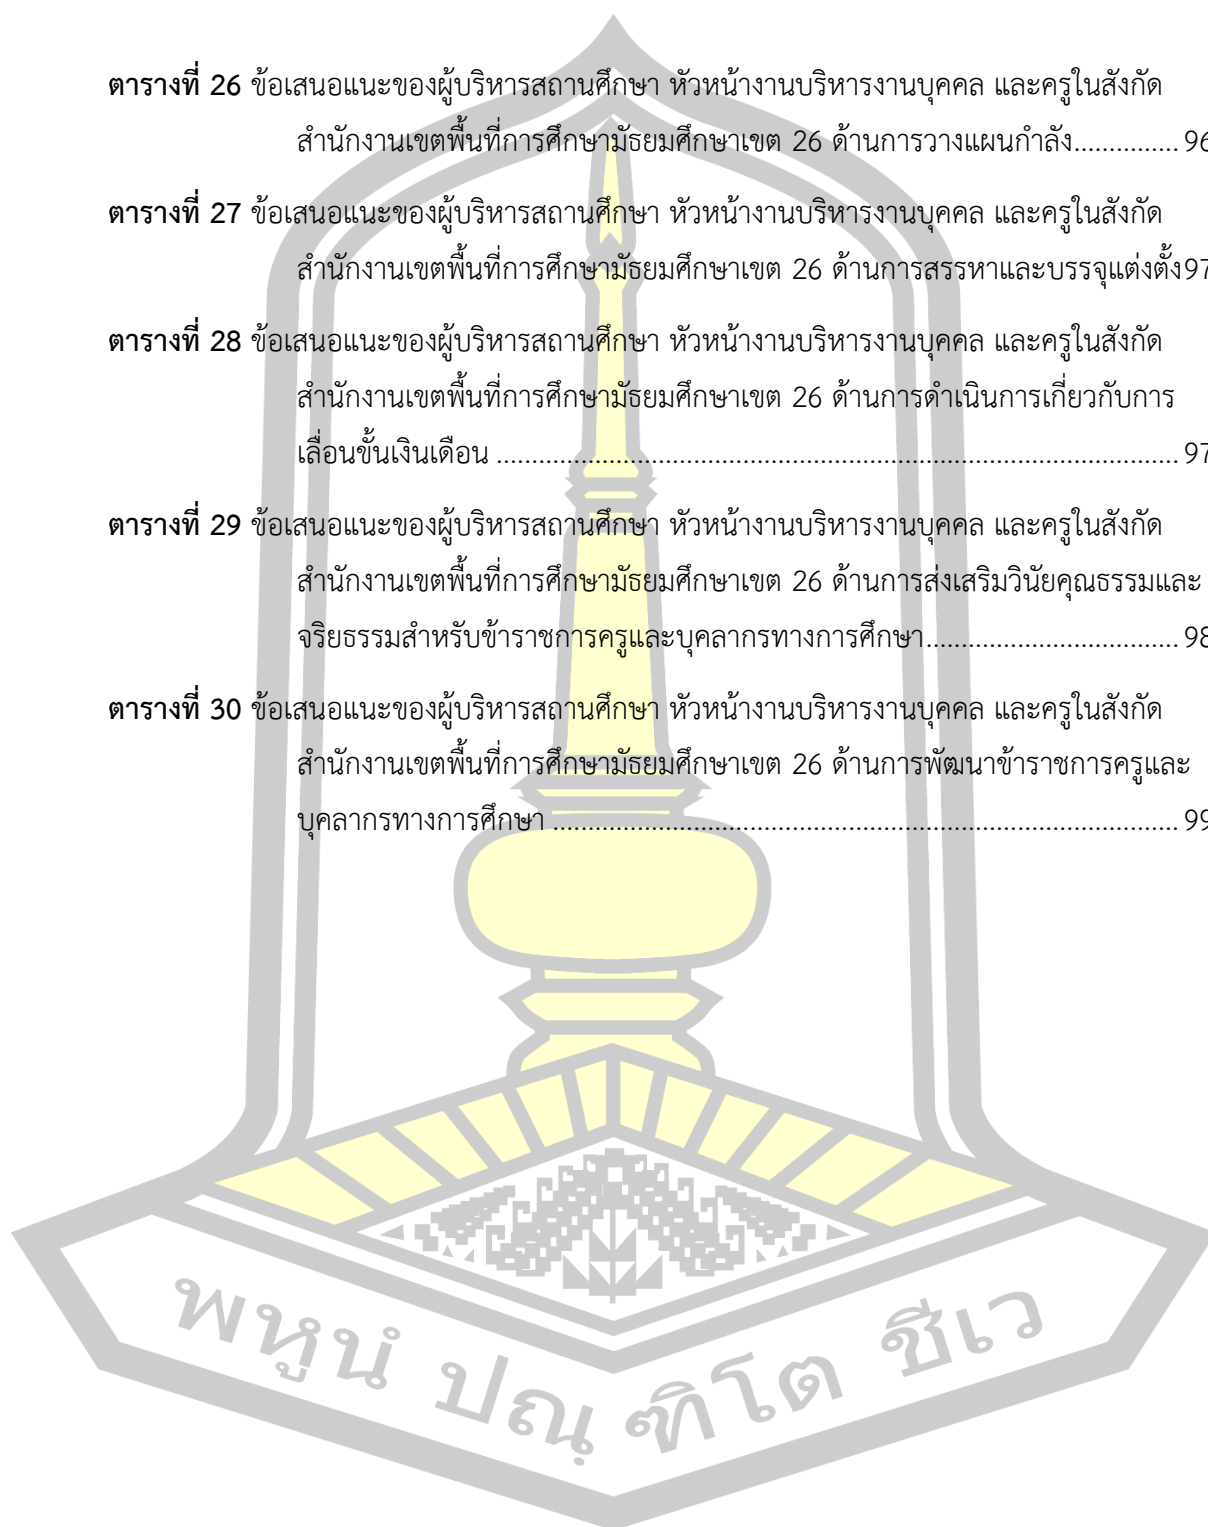 ตารางที่ 26 ข้อเสนอแนะของผู้บริหารสถานศึกษา หัวหน้างานบริหารงานบุคคล และครูในสังกัด
สำนักงานเขตพื้นที่การศึกษามัธยมศึกษาเขต 26 ด้านการวางแผนกำลัง.............. 96
ตารางที่ 27 ข้อเสนอแนะของผู้บริหารสถานศึกษา หัวหน้างานบริหารงานบุคคล และครูในสังกัด
สำนักงานเขตพื้นที่การศึกษามัธยมศึกษาเขต 26 ด้านการสรรหาและบรรจุแต่งตั้ง97
ตารางที่ 28 ข้อเสนอแนะของผู้บริหารสถานศึกษา หัวหน้างานบริหารงานบุคคล และครูในสังกัด
สำนักงานเขตพื้นที่การศึกษามัธยมศึกษาเขต 26 ด้านการดำเนินการเกี่ยวกับการ
เลื่อนขั้นเงินเดือน .................................................................................. 97
ตารางที่ 29 ข้อเสนอแนะของผู้บริหารสถานศึกษา หัวหน้างานบริหารงานบุคคล และครูในสังกัด
สำนักงานเขตพื้นที่การศึกษามัธยมศึกษาเขต 26 ด้านการส่งเสริมวินัยคุณธรรมและ
จริยธรรมสำหรับข้าราชการครูและบุคลากรทางการศึกษา............................... 98
ตารางที่ 30 ข้อเสนอแนะของผู้บริหารสถานศึกษา หัวหน้างานบริหารงานบุคคล และครูในสังกัด
สำนักงานเขตพื้นที่การศึกษามัธยมศึกษาเขต 26 ด้านการพัฒนาข้าราชการครูและ
บุคลากรทางการศึกษา ........................................................................... 99
พหูนํ ปณฺ ฑิโต ชีเว